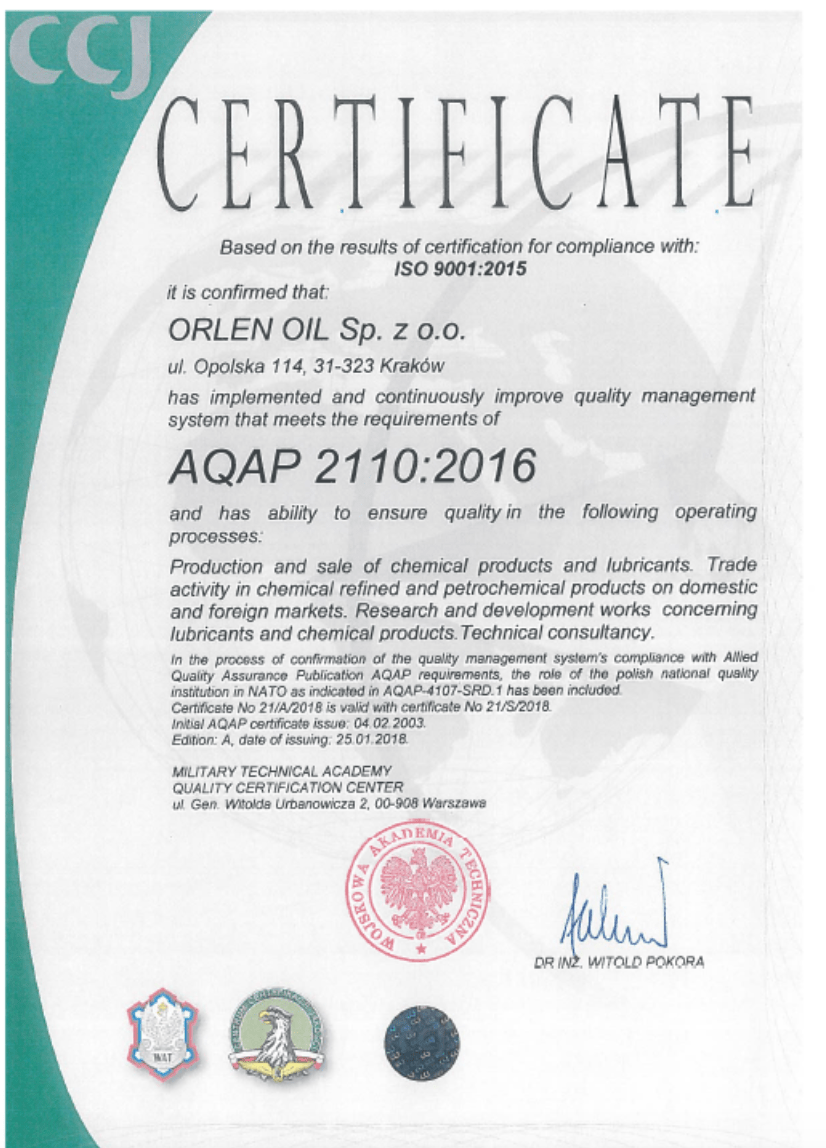 CCJ
CERTIFICATE
Based on the results of certification for compliance with:
ISO 9001:2015
it is confirmed that:
ORLEN OIL Sp. z o.o.
ul. Opolska 114, 31-323 Kraków
has implemented and continuously improve quality management
system that meets the requirements of
AQAP 2110:2016
and has ability to ensure quality in the following operating
processes:
Production and sale of chemical products and lubricants. Trade
activity in chemical refined and petrochemical products on domestic
and foreign markets. Research and development works concerning
lubricants and chemical products. Technical consultancy.
In the process of confirmation of the quality management system's compliance with Allied
Quality Assurance Publication AQAP requirements, the role of the polish national quality
institution in NATO as indicated in AQAP-4107-SRD.1 has been included.
Certificate No 21/A/2018 is valid with certificate No 21/S/2018.
Initial AQAP certificate issue: 04.02.2003.
Edition: A, date of issuing: 25.01.2018.
MILITARY TECHNICAL ACADEMY
QUALITY CERTIFICATION CENTER
ul. Gen. Witolda Urbanowicza 2, 00-908 Warszawa
WOJSKOWA AKADEMIA TECHNICZNA
DR INŻ. WITOLD POKORA
WAT